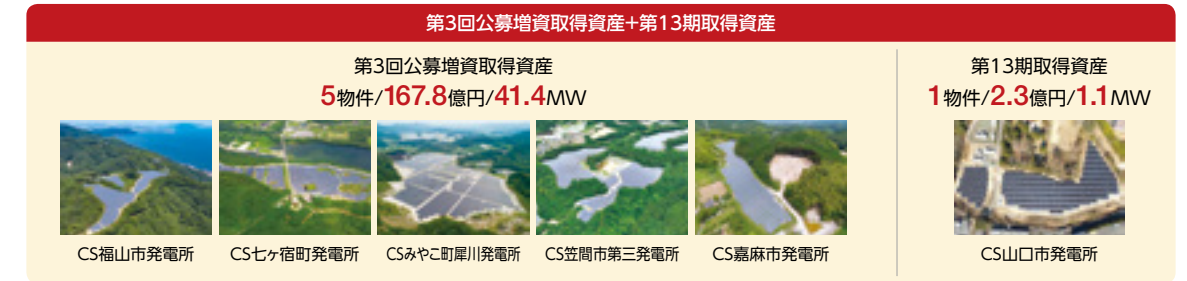 第3回公募増資取得資産+第13期取得資産
第3回公募増資取得資産
5物件/167.8億円/41.4MW
CS福山市発電所
CS七ヶ宿町発電所
CSみやこ町犀川発電所
CS笠間市第三発電所
CS嘉麻市発電所
第13期取得資産
1物件/2.3億円/1.1MW
CS山口市発電所